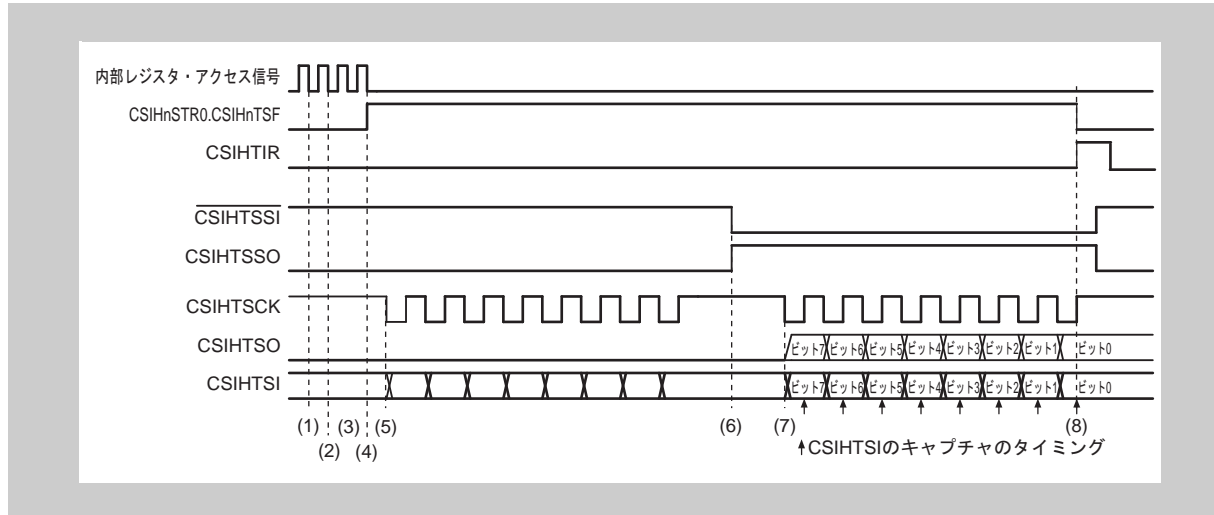 内部レジスタ・アクセス信号
CSIHnSTR0.CSIHnTSF
CSIHTIR
CSIHTSSI
CSIHTSSO
CSIHTSCK
CSIHTSO
ビット7 ビット6 ビット5 ビット4 ビット3 ビット2 ビット1 ビット0
CSIHTSI
ビット7 ビット6 ビット5 ビット4 ビット3 ビット2 ビット1 ビット0
(1) (3) (5) (6) (7) (8)
(2) (4)
CSIHTSIのキャプチャのタイミング